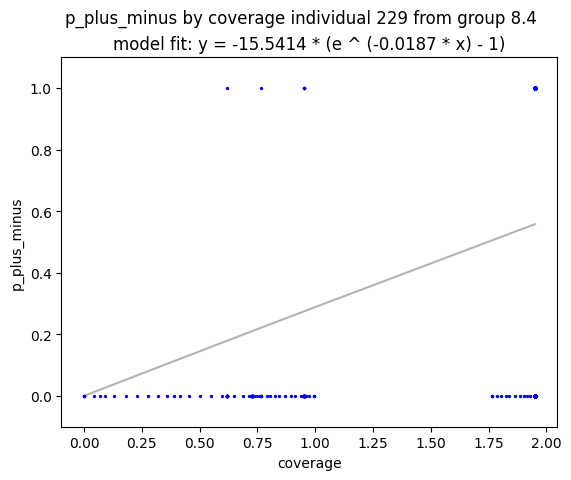 p_plus_minus by coverage individual 229 from group 8.4
model fit: y = -15.5414 * (e ^ (-0.0187 * x) - 1)
1.0
0.8
0.6
0.4
0.2
0.0
p_plus_minus
0.00 0.25 0.50 0.75 1.00 1.25 1.50 1.75 2.00
coverage